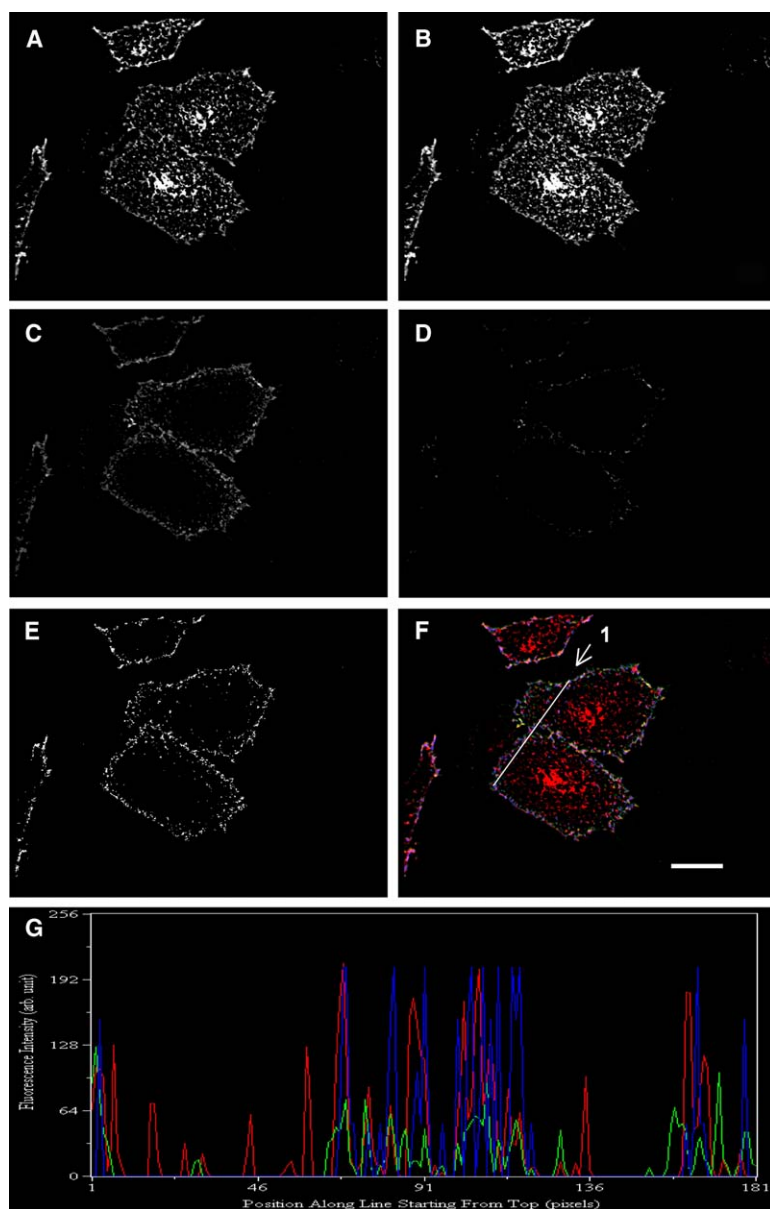 A
B
C
D
E
F
1
G
256
192
128
64
0
Fluorescence Intensity (arb. unit)
1
46
91
136
181
Position Along Line Starting From Top (pixels)